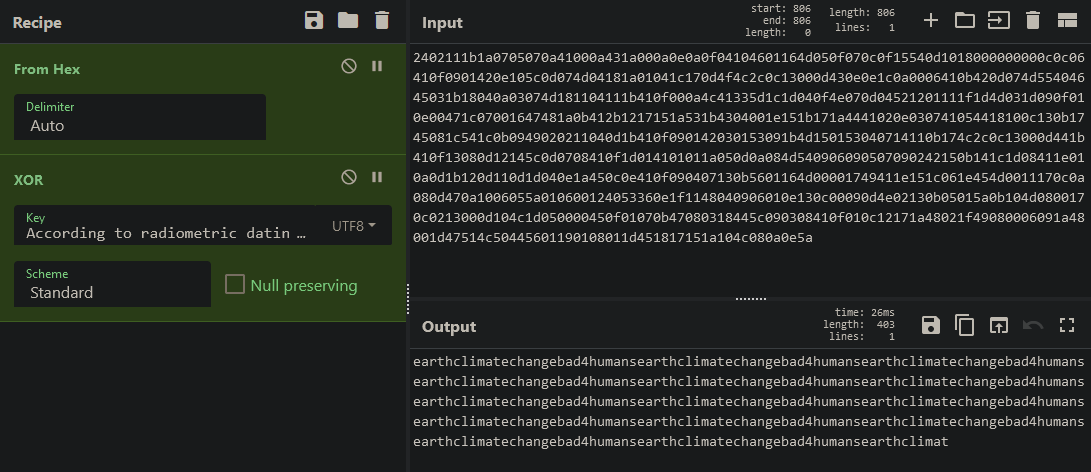 Recipe
From Hex
Delimiter
Auto
XOR
Key
According to radiometric datin …
UTF8
Scheme
Standard
Null preserving
Input
start: 806
end: 806
length: 0
length: 806
lines: 1
2402111b1a0705070a41000a431a000a0e0a0f04104601164d050f070c0f15540d1018000000000c0c06
410f0901420e105c0d074d04181a01041c170d4f4c2c0c13000d430e0e1c0a0006410b420d074d554046
45031b18040a03074d181104111b410f000a4c41335d1c1d040f4e070d04521201111f1d4d031d090f01
0e00471c07001647481a0b412b1217151a531b4304001e151b171a4441020e030741054418100c130b17
45081c541c0b0949020211040d1b410f090142030153091b4d150153040714110b174c2c0c13000d441b
410f13080d12145c0d0708410f1d014101011a050d0a084d540906090507090242150b141c1d08411e01
0a0d1b120d110d1d040e1a450c0e410f090407130b5601164d00001749411e151c061e454d0011170c0a
080d470a1006055a010600124053360e1f1148040906010e130c00090d4e02130b05015a0b104d080017
0c0213000d104c1d050000450f01070b47080318445c090308410f010c12171a48021f49080006091a48
001d47514c50445601190108011d451817151a104c080a0e5a
Output
time: 26ms
length: 403
lines: 1
earthclimatechangebad4humansearthclimatechangebad4humansearthclimatechangebad4humans
earthclimatechangebad4humansearthclimatechangebad4humansearthclimatechangebad4humans
earthclimatechangebad4humansearthclimatechangebad4humansearthclimatechangebad4humans
earthclimatechangebad4humansearthclimatechangebad4humansearthclimatechangebad4humans
earthclimatechangebad4humansearthclimatechangebad4humansearthclimat